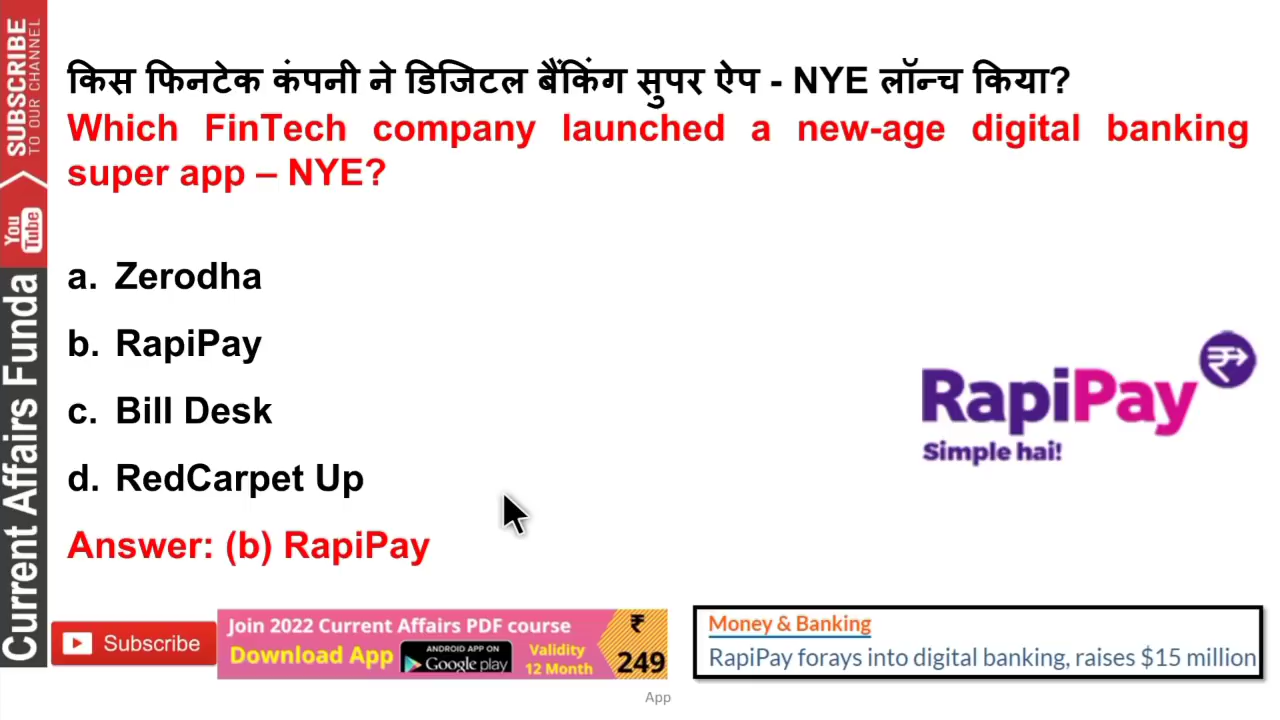 किस फिनटेक कंपनी ने डिजिटल बैंकिंग सुपर ऐप - NYE लॉन्च किया?
Which FinTech company launched a new-age digital banking
super app – NYE?
a. Zerodha
b. RapiPay
c. Bill Desk
d. RedCarpet Up
Answer: (b) RapiPay
RapiPay
Simple hai!
SUBSCRIBE
TO OUR CHANNEL
You
Tube
Current Affairs Funda
Subscribe
Join 2022 Current Affairs PDF course
Download App
ANDROID APP ON
Google play
Validity
12 Month
₹
249
Money & Banking
RapiPay forays into digital banking, raises $15 million
App